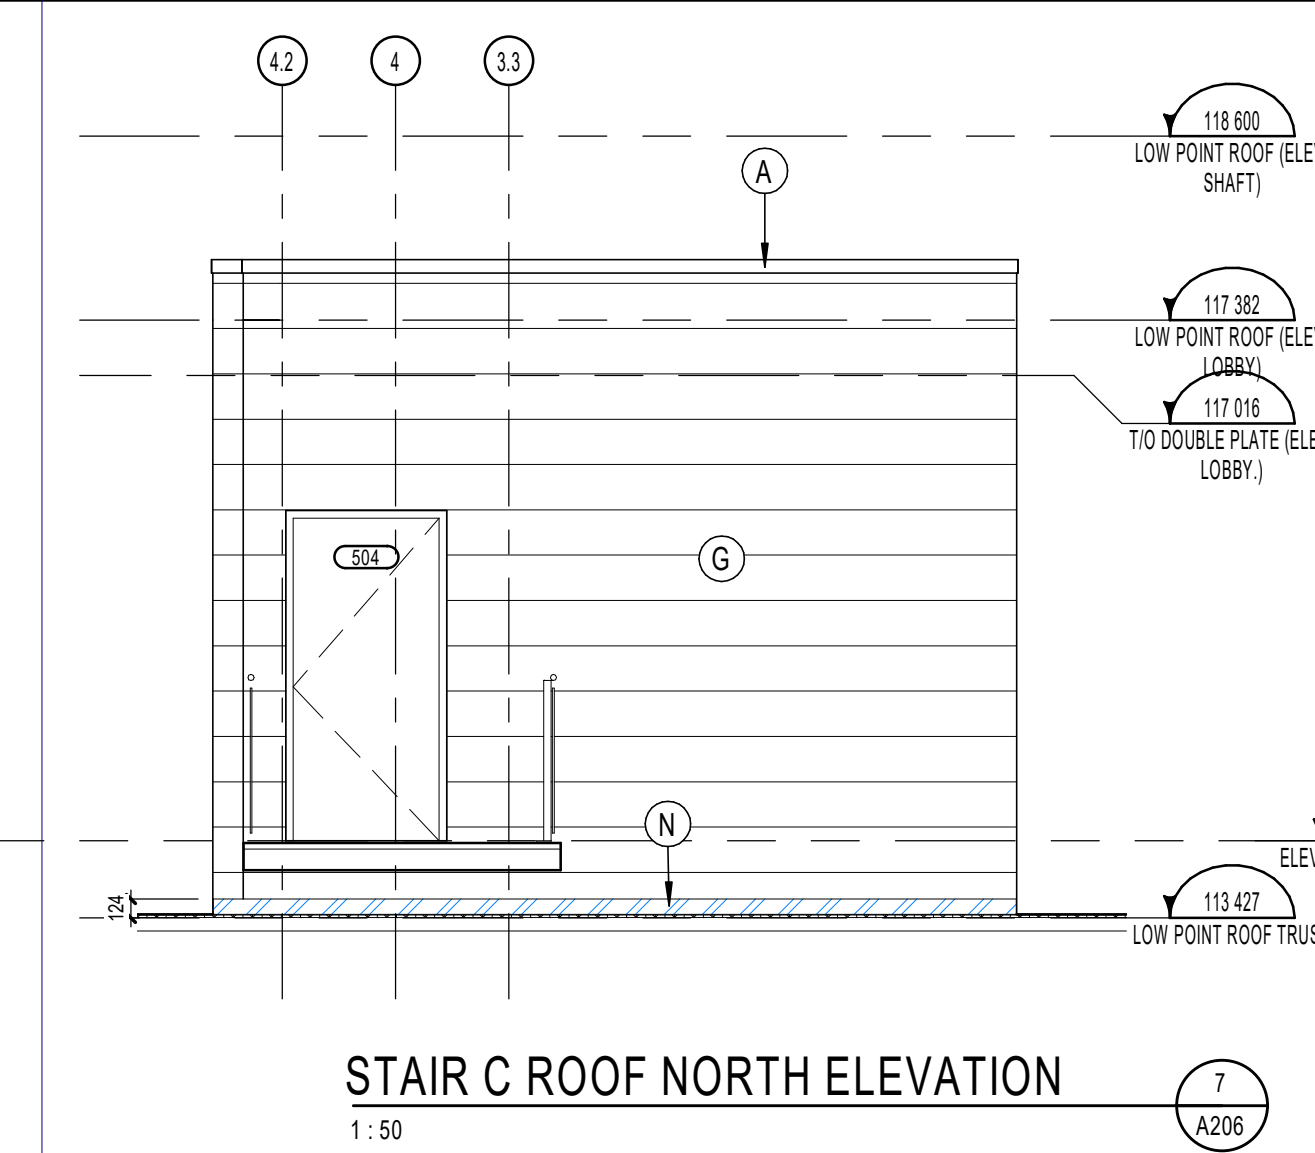 4.2
4
3.3
118 600
LOW POINT ROOF (ELE
SHAFT)
A
117 382
LOW POINT ROOF (ELE
LOBBY)
117 016
T/O DOUBLE PLATE (ELE
LOBBY.)
504
G
N
ELEV
124
113 427
LOW POINT ROOF TRUS
STAIR C ROOF NORTH ELEVATION
1 : 50
7
A206